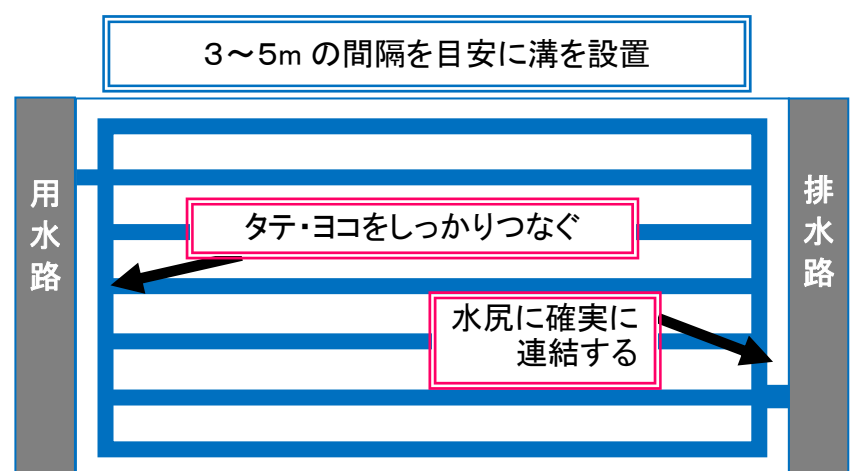 3～5m の間隔を目安に溝を設置
用水路
排水路
タテ・ヨコをしっかりつなぐ
水尻に確実に
連結する